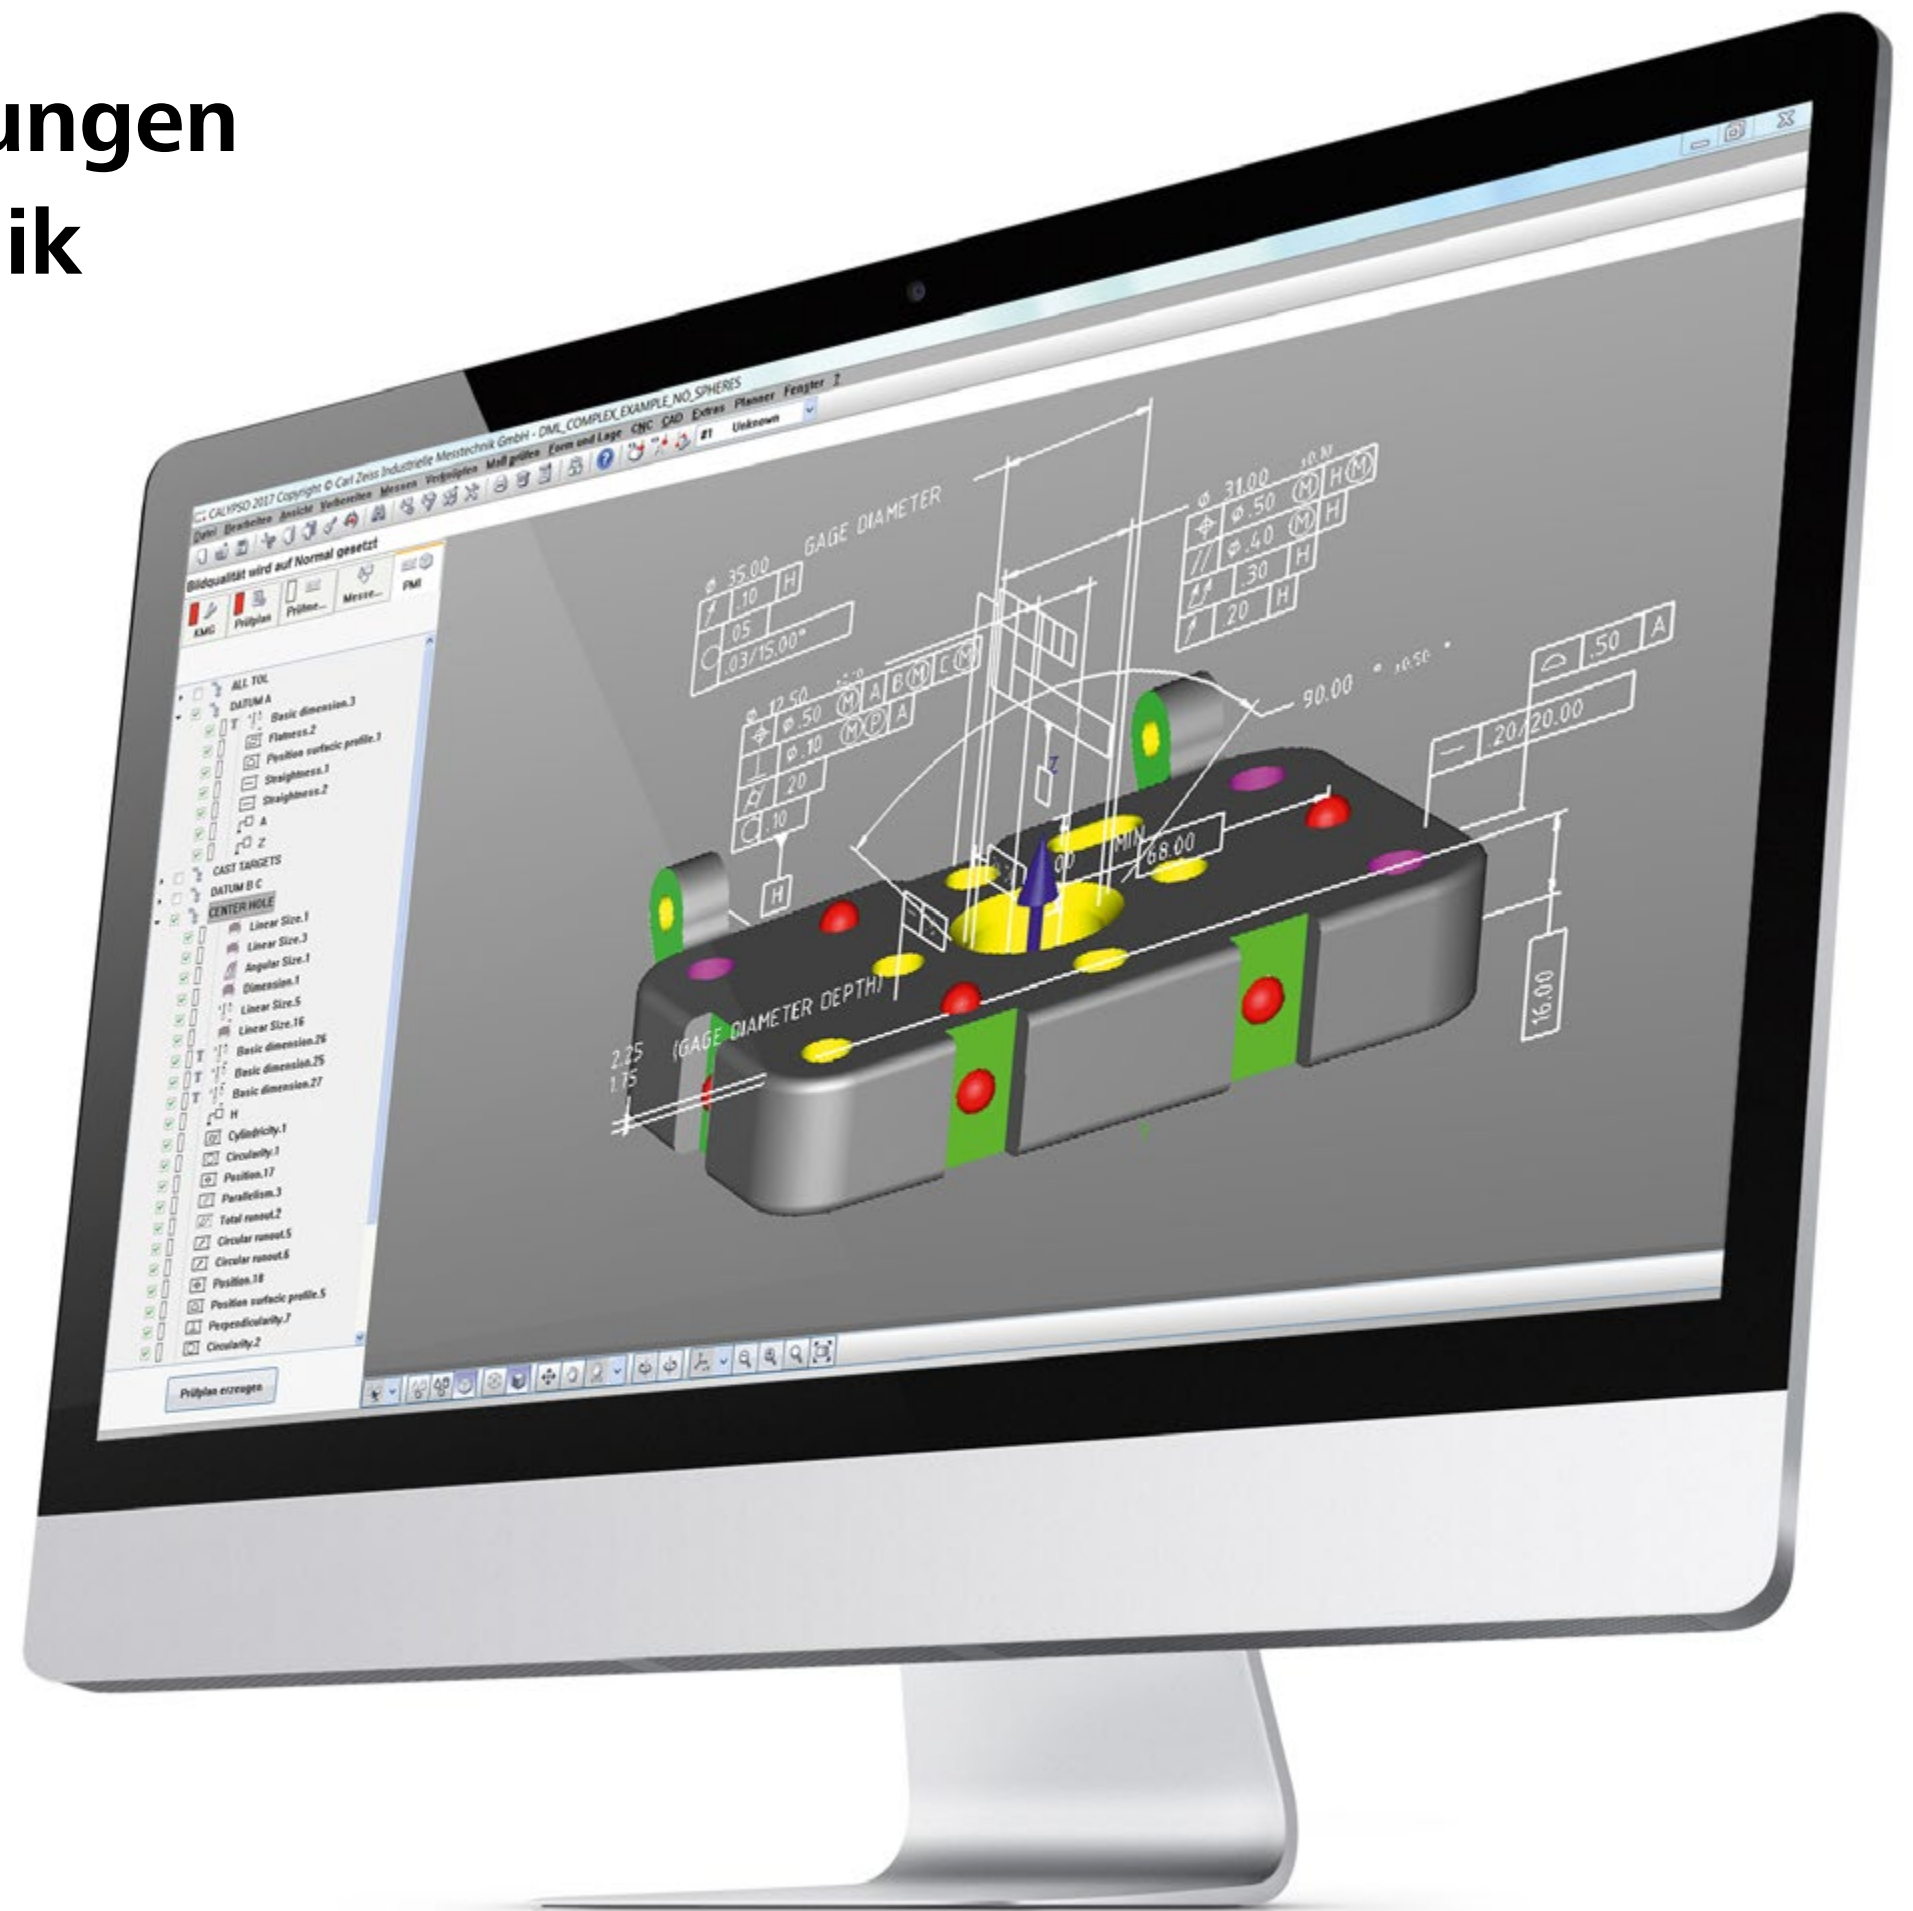 ungen
ik
CALYPSO 2017 Copyright © Carl Zeiss Industrielle Messtechnik GmbH - DML_COMPLEX_EXAMPLE_NO_SPHERES
Datei Bearbeiten Ansicht Vorbereiten Messen Verknüpfen Maß prüfen Form und Lage CNC CAD Extras Planner Fenster ?
#1 Unknown
Bildqualität wird auf Normal gesetzt
KMG Prüfplan Prüfme... Messe... PMI
ALL TOL
DATUM A
Basic dimension.3
Flatness.2
Position surfacic profile.1
Straightness.1
Straightness.2
A
Z
CAST TARGETS
DATUM B C
CENTER HOLE
Linear Size.1
Linear Size.3
Angular Size.1
Dimension.1
Linear Size.5
Linear Size.16
Basic dimension.26
Basic dimension.25
Basic dimension.27
H
Cylindricity.1
Circularity.1
Position.17
Parallelism.3
Total runout.2
Circular runout.5
Circular runout.6
Position.18
Position surfacic profile.5
Perpendicularity.7
Circularity.2
Prüfplan erzeugen
GAGE DIAMETER
⌀ 35.00
.10 H
.05
.03/15.00°
⌀ 12.50
⌀.50 Ⓜ A B Ⓜ C Ⓜ
⌀.10 Ⓜ Ⓟ A
.20
.10
H
⌀ 31.00 ±0.10
⌀.50 Ⓜ H Ⓜ
⌀.40 Ⓜ H
.30 H
.20 H
90.00 ° ±0.50 °
.50 A
.20/20.00
Z
MIN
68.00
16.00
2.25
1.75
(GAGE DIAMETER DEPTH)